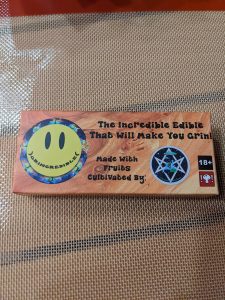 The Incredible Edible
That Will Make You Grin!
Made With
Fruits
Cultivated By:
18+